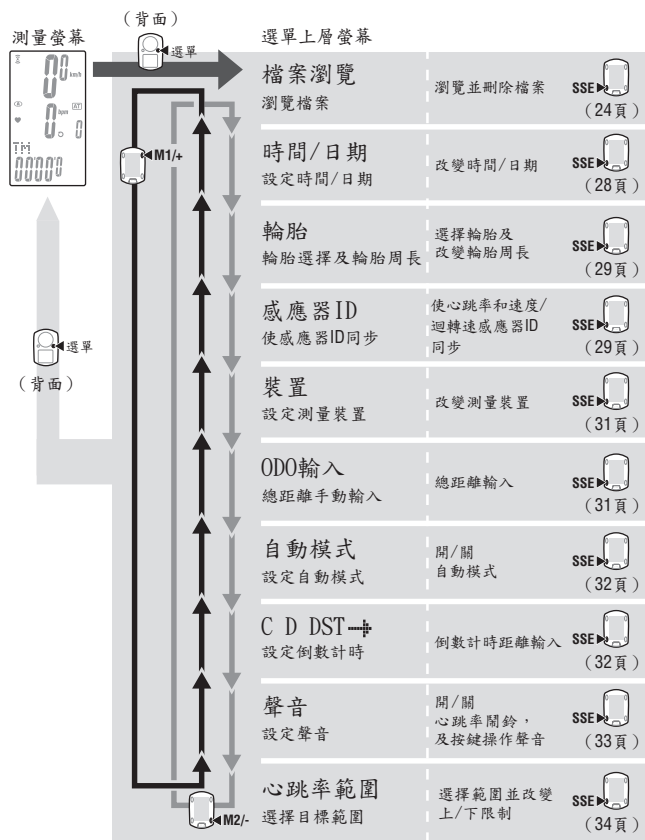 (背面)
測量螢幕
選單
選單上層螢幕
km/h
bpm
AT
TM
M1/+
檔案瀏覽
瀏覽檔案
瀏覽並刪除檔案
SSE
(24頁)
時間/日期
設定時間/日期
改變時間/日期
SSE
(28頁)
輪胎
輪胎選擇及輪胎周長
選擇輪胎及
改變輪胎周長
SSE
(29頁)
感應器ID
使感應器ID同步
使心跳率和速度/
迴轉速感應器ID
同步
SSE
(29頁)
選單
(背面)
裝置
設定測量裝置
改變測量裝置
SSE
(31頁)
ODO輸入
總距離手動輸入
總距離輸入
SSE
(31頁)
自動模式
設定自動模式
開/關
自動模式
SSE
(32頁)
C D DST→
設定倒數計時
倒數計時距離輸入
SSE
(32頁)
聲音
設定聲音
開/關
心跳率鬧鈴，
及按鍵操作聲音
SSE
(33頁)
心跳率範圍
選擇目標範圍
選擇範圍並改變
上/下限制
SSE
(34頁)
M2/-